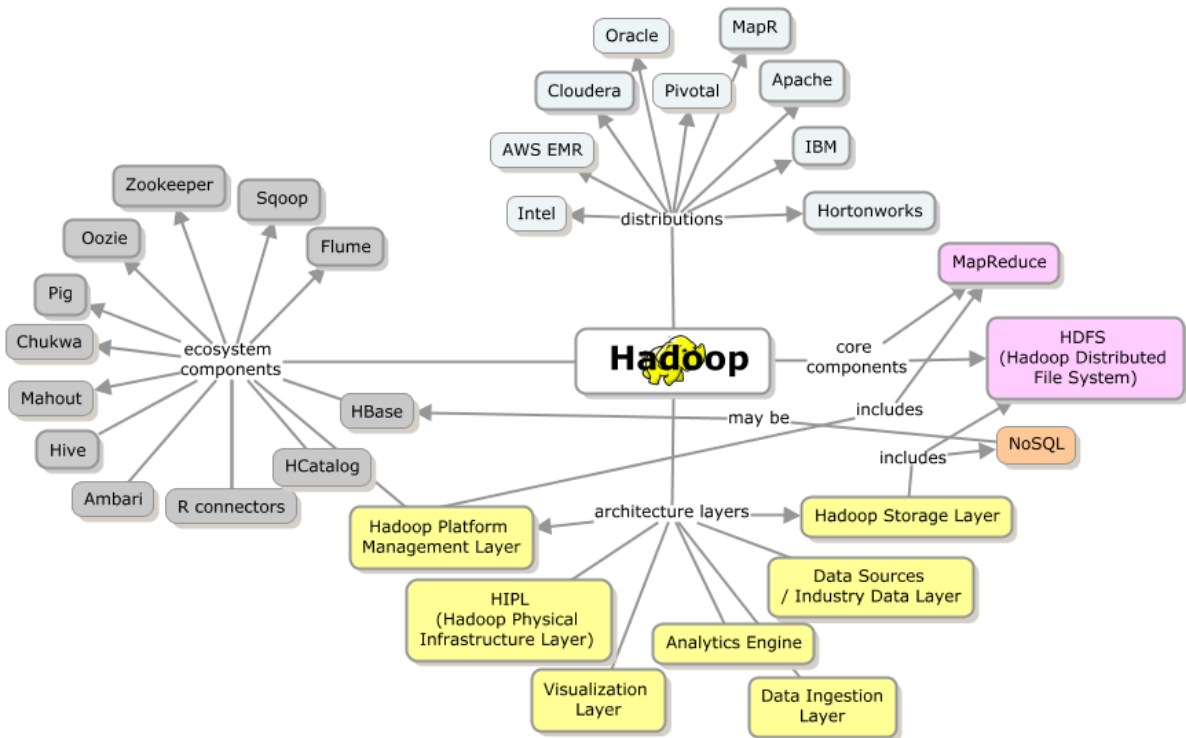 Oracle
MapR
Cloudera
Pivotal
Apache
AWS EMR
IBM
Intel
distributions
Hortonworks
Zookeeper
Sqoop
Oozie
Flume
Pig
Chukwa
ecosystem
components
Mahout
Hive
HBase
Ambari
R connectors
HCatalog
Hadoop
MapReduce
core
components
HDFS
(Hadoop Distributed
File System)
includes
may be
NoSQL
includes
architecture layers
Hadoop Storage Layer
Hadoop Platform
Management Layer
Data Sources
/ Industry Data Layer
HIPL
(Hadoop Physical
Infrastructure Layer)
Analytics Engine
Visualization
Layer
Data Ingestion
Layer